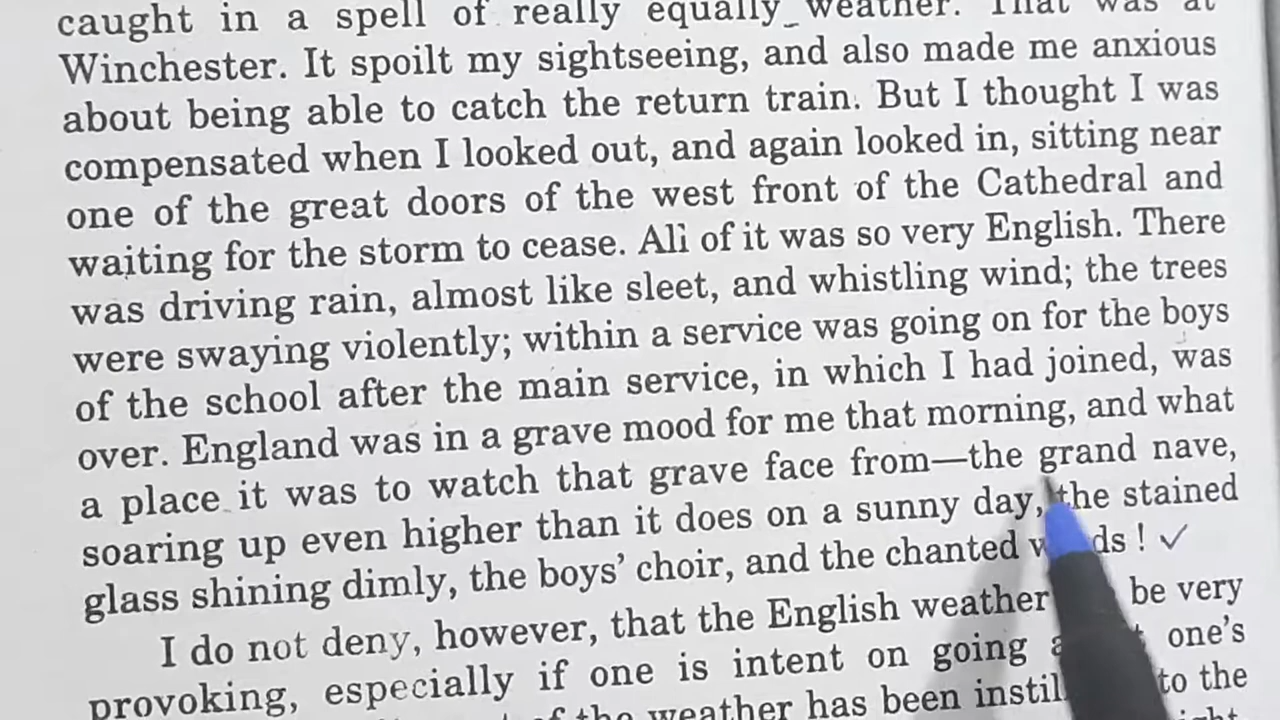 caught in a spell of really equally weather. That was at
Winchester. It spoilt my sightseeing, and also made me anxious
about being able to catch the return train. But I thought I was
compensated when I looked out, and again looked in, sitting near
one of the great doors of the west front of the Cathedral and
waiting for the storm to cease. All of it was so very English. There
was driving rain, almost like sleet, and whistling wind; the trees
were swaying violently; within a service was going on for the boys
of the school after the main service, in which I had joined, was
over. England was in a grave mood for me that morning, and what
a place it was to watch that grave face from—the grand nave,
soaring up even higher than it does on a sunny day, the stained
glass shining dimly, the boys' choir, and the chanted !
I do not deny, however, that the English weather be very
provoking, especially if one is intent on going one's
of the weather has been to the